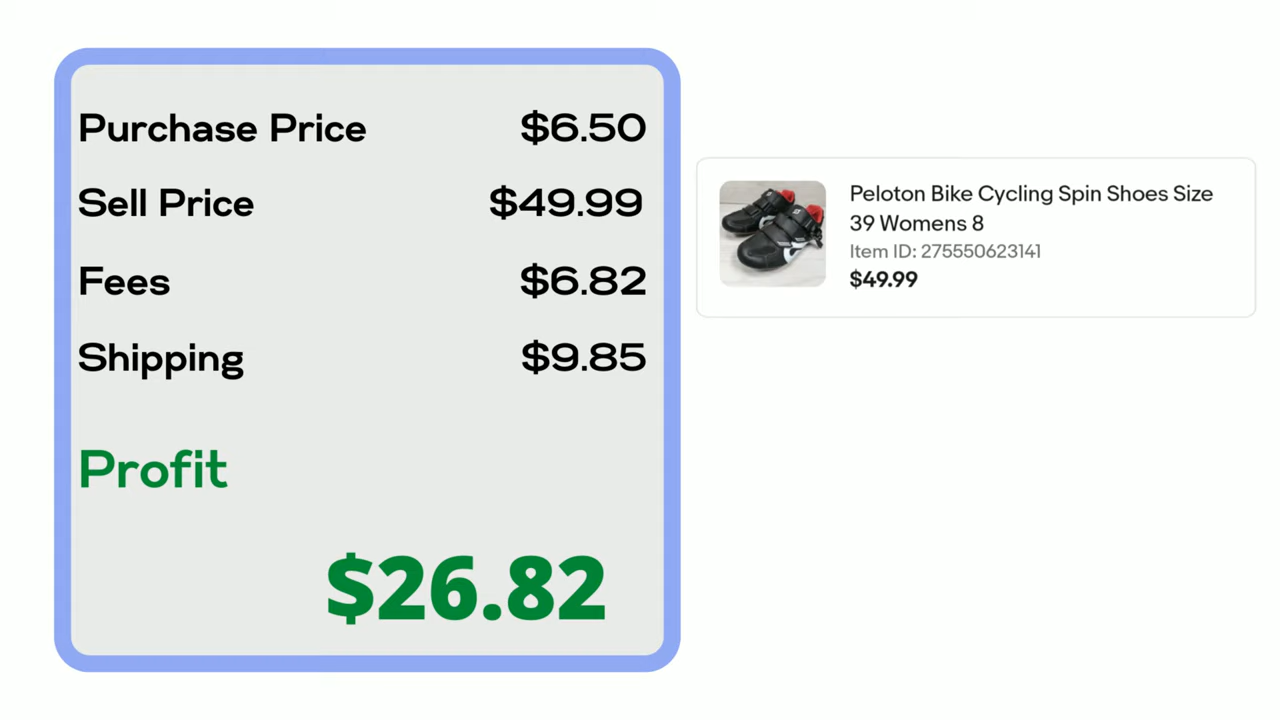 Purchase Price $6.50
Sell Price $49.99
Fees $6.82
Shipping $9.85
Profit
$26.82
Peloton Bike Cycling Spin Shoes Size
39 Womens 8
Item ID: 275550623141
$49.99